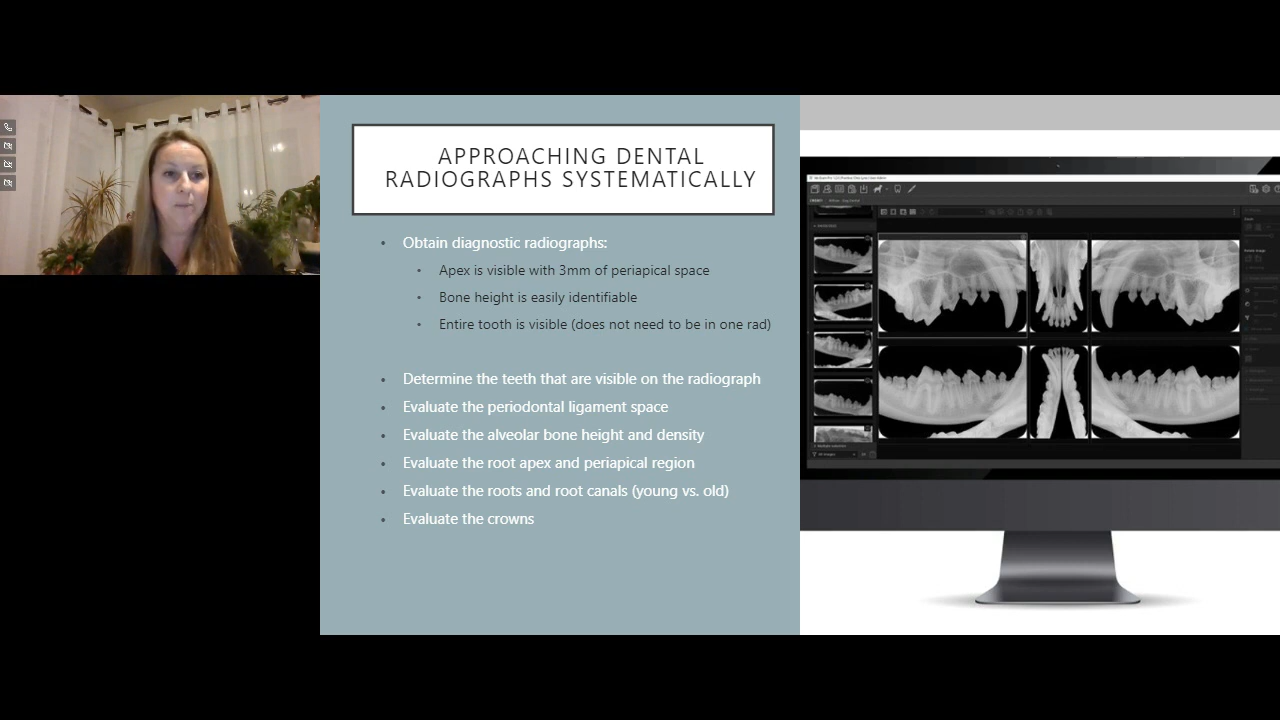 APPROACHING DENTAL
RADIOGRAPHS SYSTEMATICALLY
• Obtain diagnostic radiographs:
• Apex is visible with 3mm of periapical space
• Bone height is easily identifiable
• Entire tooth is visible (does not need to be in one rad)
• Determine the teeth that are visible on the radiograph
• Evaluate the periodontal ligament space
• Evaluate the alveolar bone height and density
• Evaluate the root apex and periapical region
• Evaluate the roots and root canals (young vs. old)
• Evaluate the crowns